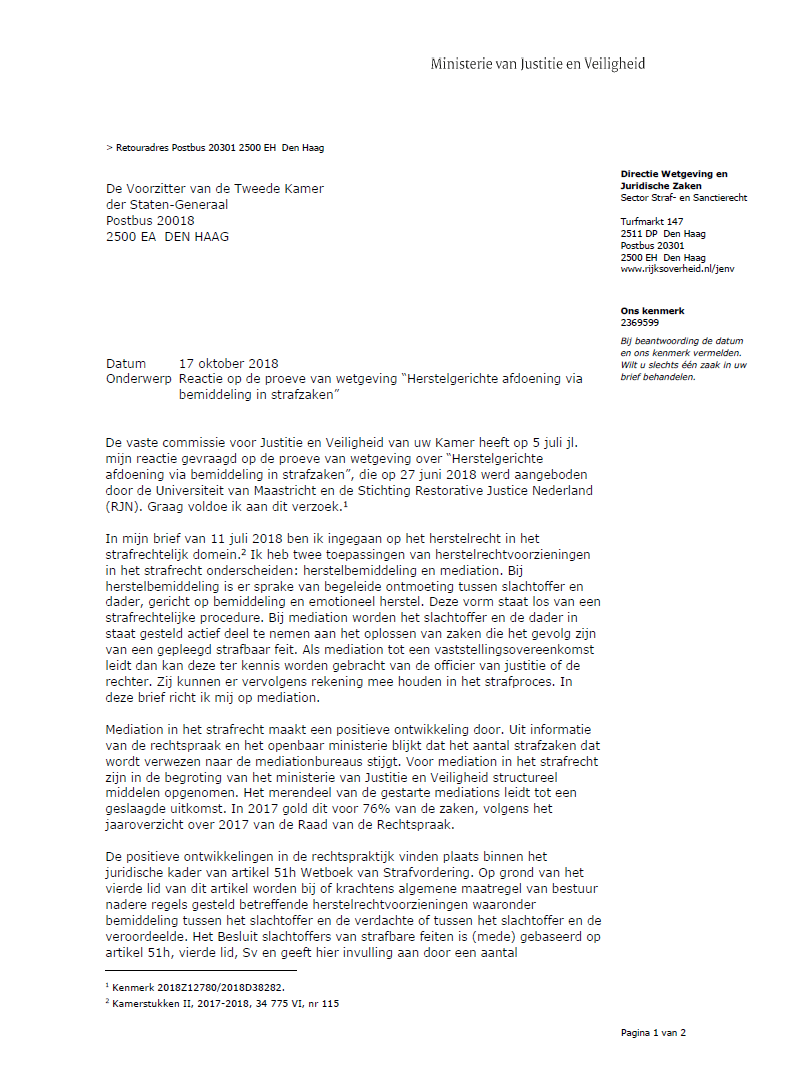 Ministerie van Justitie en Veiligheid
> Retouradres Postbus 20301 2500 EH  Den Haag
De Voorzitter van de Tweede Kamer
der Staten-Generaal
Postbus 20018
2500 EA  DEN HAAG
Directie Wetgeving en
Juridische Zaken
Sector Straf- en Sanctierecht
Turfmarkt 147
2511 DP  Den Haag
Postbus 20301
2500 EH  Den Haag
www.rijksoverheid.nl/jenv
Ons kenmerk
2369599
Bij beantwoording de datum
en ons kenmerk vermelden.
Wilt u slechts één zaak in uw
brief behandelen.
Datum 17 oktober 2018
Onderwerp Reactie op de proeve van wetgeving “Herstelgerichte afdoening via
bemiddeling in strafzaken”
De vaste commissie voor Justitie en Veiligheid van uw Kamer heeft op 5 juli jl.
mijn reactie gevraagd op de proeve van wetgeving over “Herstelgerichte
afdoening via bemiddeling in strafzaken”, die op 27 juni 2018 werd aangeboden
door de Universiteit van Maastricht en de Stichting Restorative Justice Nederland
(RJN). Graag voldoe ik aan dit verzoek.¹
In mijn brief van 11 juli 2018 ben ik ingegaan op het herstelrecht in het
strafrechtelijk domein.² Ik heb twee toepassingen van herstelrechtvoorzieningen
in het strafrecht onderscheiden: herstelbemiddeling en mediation. Bij
herstelbemiddeling is er sprake van begeleide ontmoeting tussen slachtoffer en
dader, gericht op bemiddeling en emotioneel herstel. Deze vorm staat los van een
strafrechtelijke procedure. Bij mediation worden het slachtoffer en de dader in
staat gesteld actief deel te nemen aan het oplossen van zaken die het gevolg zijn
van een gepleegd strafbaar feit. Als mediation tot een vaststellingsovereenkomst
leidt dan kan deze ter kennis worden gebracht van de officier van justitie of de
rechter. Zij kunnen er vervolgens rekening mee houden in het strafproces. In
deze brief richt ik mij op mediation.
Mediation in het strafrecht maakt een positieve ontwikkeling door. Uit informatie
van de rechtspraak en het openbaar ministerie blijkt dat het aantal strafzaken dat
wordt verwezen naar de mediationbureaus stijgt. Voor mediation in het strafrecht
zijn in de begroting van het ministerie van Justitie en Veiligheid structureel
middelen opgenomen. Het merendeel van de gestarte mediations leidt tot een
geslaagde uitkomst. In 2017 gold dit voor 76% van de zaken, volgens het
jaaroverzicht over 2017 van de Raad van de Rechtspraak.
De positieve ontwikkelingen in de rechtspraktijk vinden plaats binnen het
juridische kader van artikel 51h Wetboek van Strafvordering. Op grond van het
vierde lid van dit artikel worden bij of krachtens algemene maatregel van bestuur
nadere regels gesteld betreffende herstelrechtvoorzieningen waaronder
bemiddeling tussen het slachtoffer en de verdachte of tussen het slachtoffer en de
veroordeelde. Het Besluit slachtoffers van strafbare feiten is (mede) gebaseerd op
artikel 51h, vierde lid, Sv en geeft hier invulling aan door een aantal
¹ Kenmerk 2018Z12780/2018D38282.
² Kamerstukken II, 2017-2018, 34 775 VI, nr 115
Pagina 1 van 2